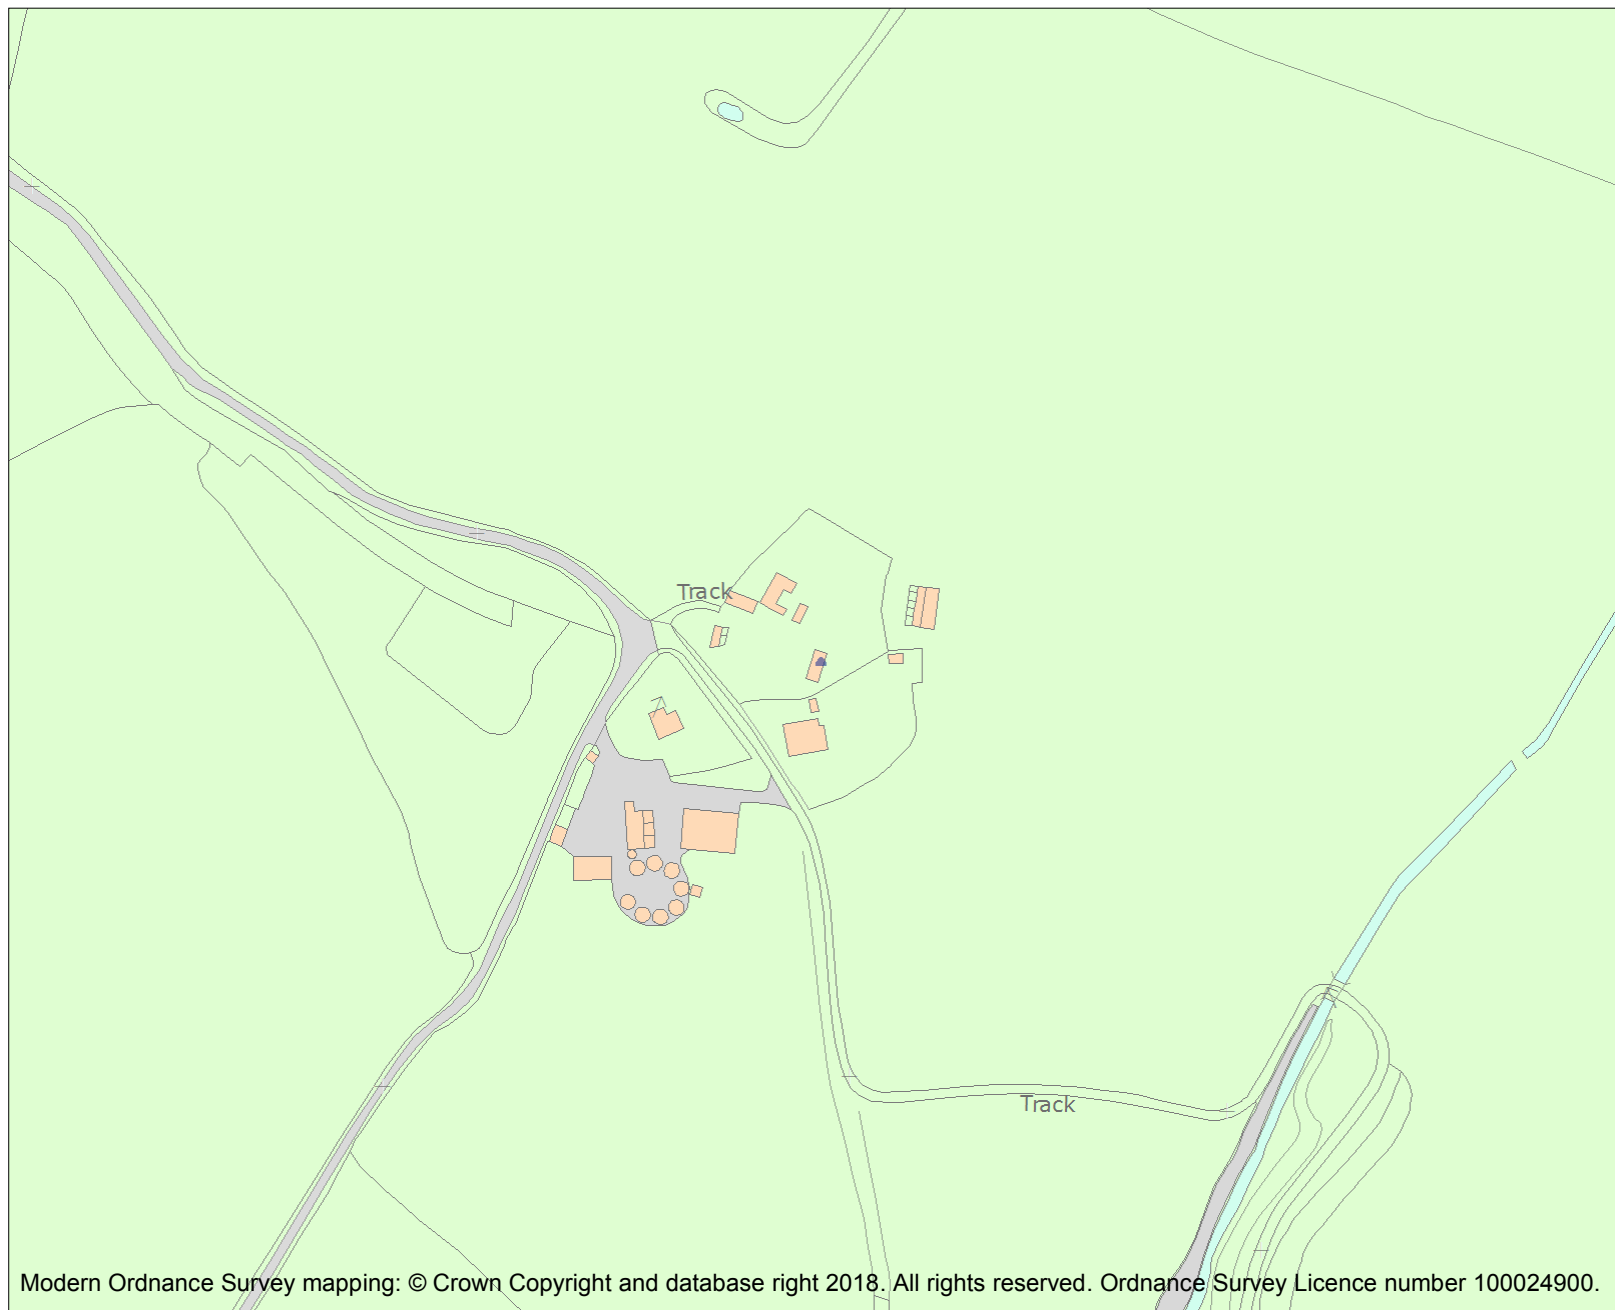 Track
Track
Modern Ordnance Survey mapping: © Crown Copyright and database right 2018. All rights reserved. Ordnance Survey Licence number 100024900.